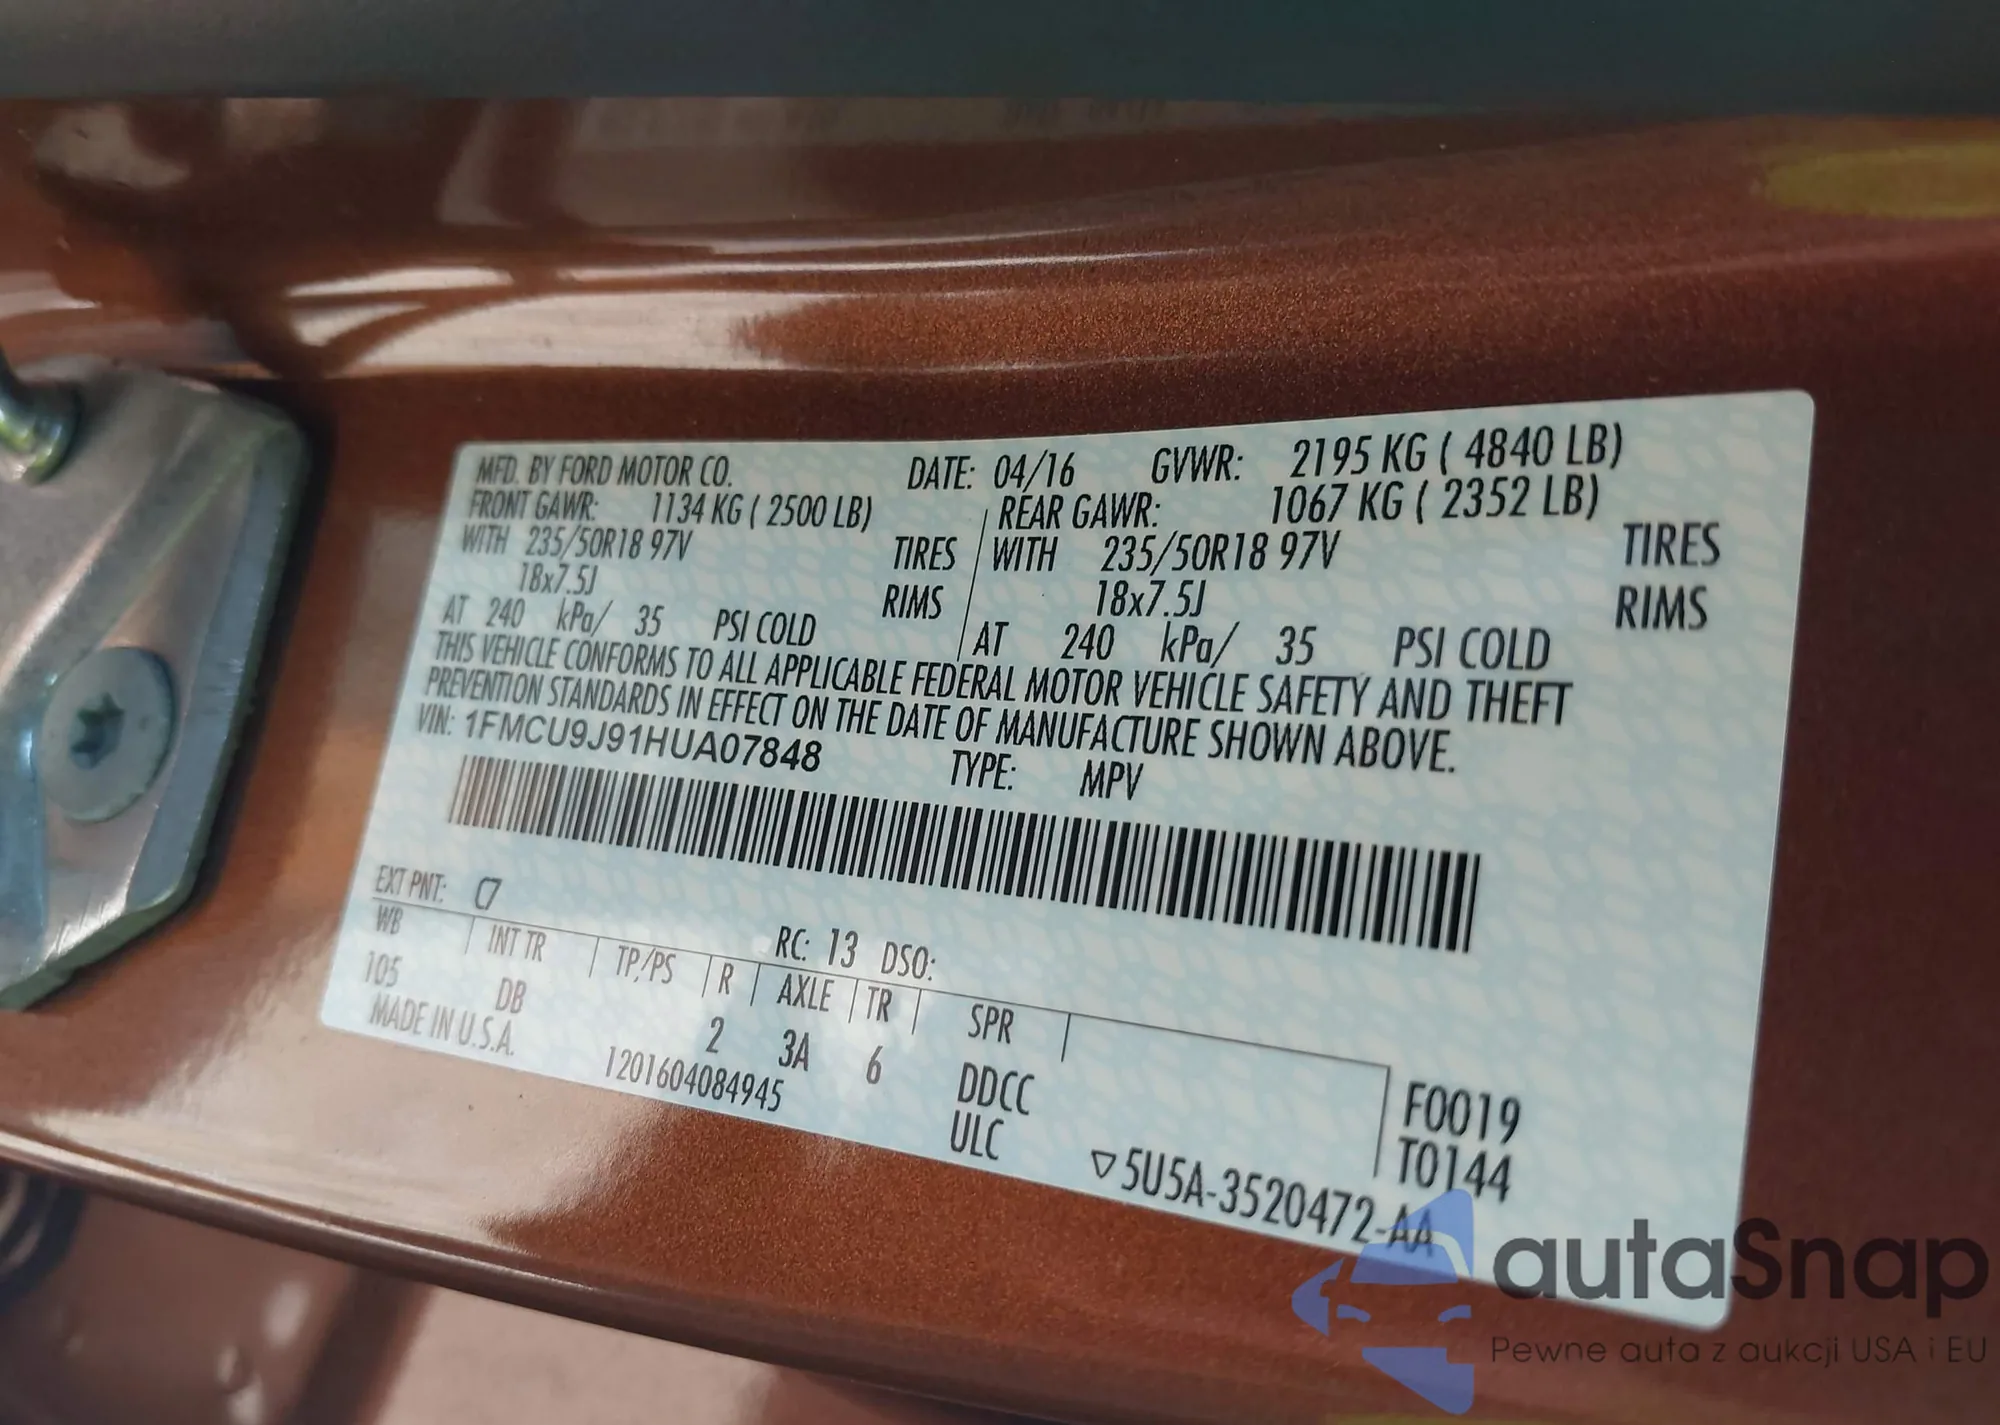 MFD. BY FORD MOTOR CO. DATE: 04/16 GVWR: 2195 KG ( 4840 LB)
FRONT GAWR: 1134 KG ( 2500 LB) REAR GAWR: 1067 KG ( 2352 LB)
WITH 235/50R18 97V TIRES WITH 235/50R18 97V TIRES
18x7.5J RIMS 18x7.5J RIMS
AT 240 kPa/ 35 PSI COLD AT 240 kPa/ 35 PSI COLD
THIS VEHICLE CONFORMS TO ALL APPLICABLE FEDERAL MOTOR VEHICLE SAFETY AND THEFT
PREVENTION STANDARDS IN EFFECT ON THE DATE OF MANUFACTURE SHOWN ABOVE.
VIN: 1FMCU9J91HUA07848 TYPE: MPV
EXT PNT: C7 RC: 13 DSO:
WB INT TR TP./PS R AXLE TR SPR
105 DB 2 3A 6 DDCC F0019
MADE IN U.S.A. 1201604084945 ULC T0144
▽5U5A-3520472-AA
autaSnap
Pewne auta z aukcji USA i EU